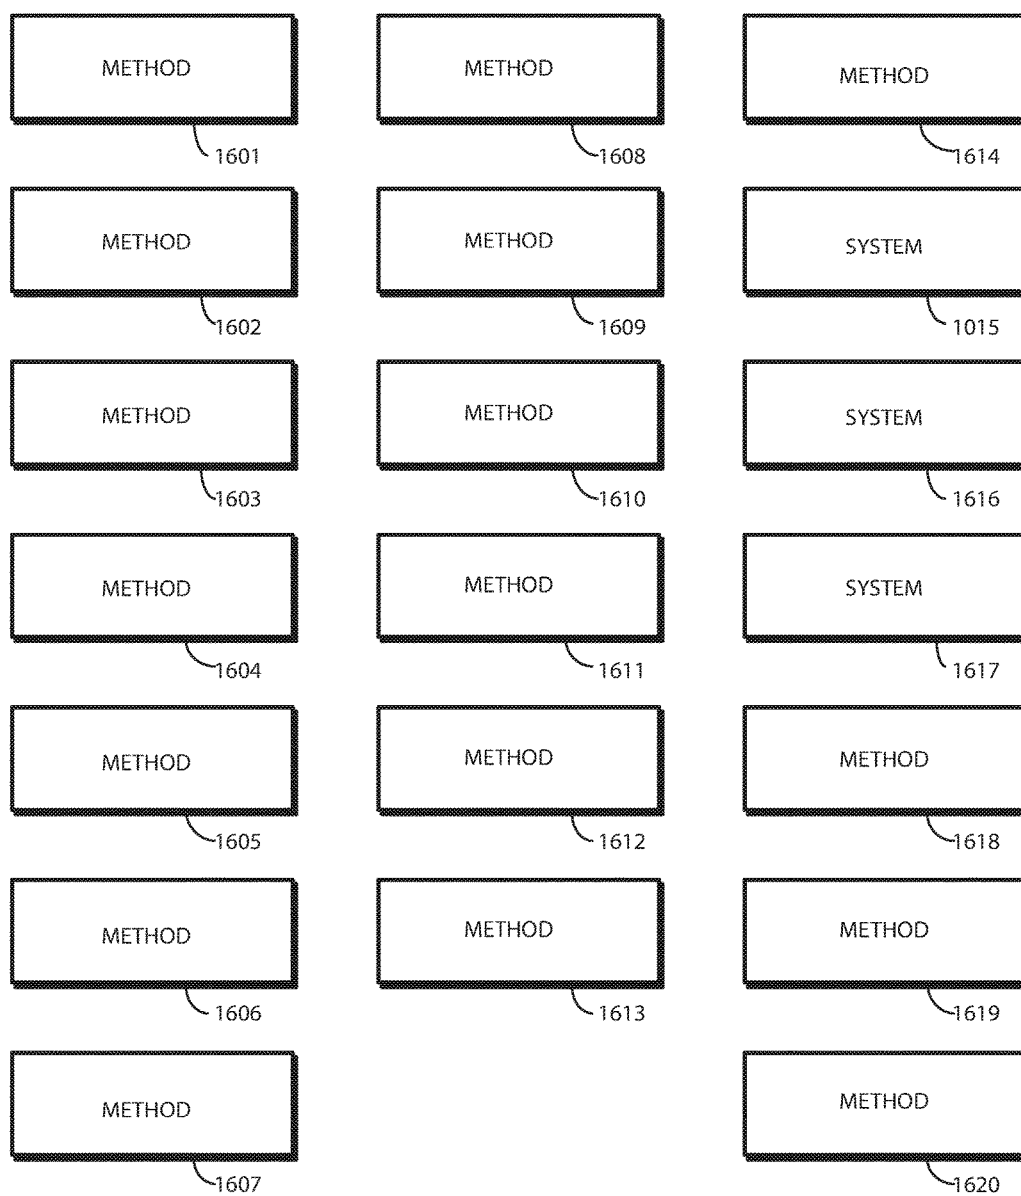 METHOD
1601
METHOD
1602
METHOD
1603
METHOD
1604
METHOD
1605
METHOD
1606
METHOD
1607
METHOD
1608
METHOD
1609
METHOD
1610
METHOD
1611
METHOD
1612
METHOD
1613
METHOD
1614
SYSTEM
1015
SYSTEM
1616
SYSTEM
1617
METHOD
1618
METHOD
1619
METHOD
1620